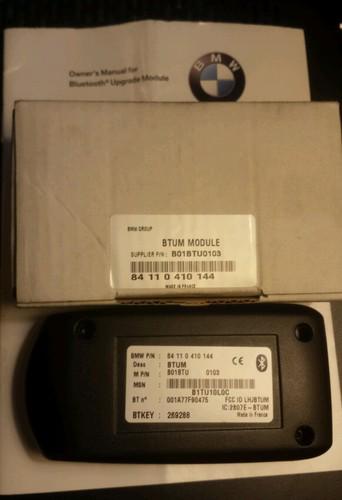 Owner's Manual for
Bluetooth® Upgrade Module
BMW
BMW GROUP
BTUM MODULE
SUPPLIER P/N : B01BTU0103
84 11 0 410 144
MADE IN FRANCE
BMW P/N : 84 11 0 410 144
Desc : BTUM
M P/N : B01BTU 0103
MSN :
B1TU10L0C
BT n° : 001A77F90475 FCC ID LHJBTUM
IC:2807E-BTUM
BTKEY : 269288 Made in France
CE